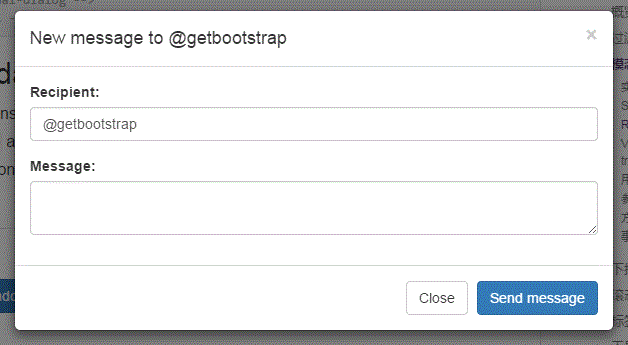 New message to @getbootstrap
×
Recipient:
@getbootstrap
Message:
Close
Send message